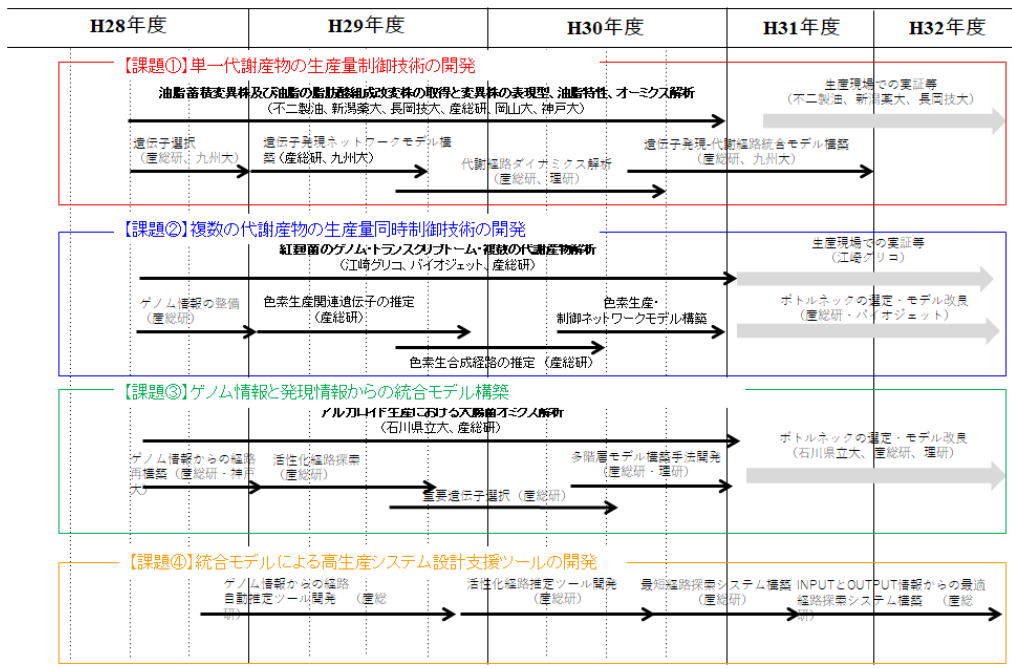 H28年度 H29年度 H30年度 H31年度 H32年度
【課題①】単一代謝産物の生産量制御技術の開発
油脂蓄積変異株及び油脂の脂肪酸組成改変株の取得と変異株の表現型、油脂特性、オーミクス解析
(不二製油、新潟薬大、長岡技大、産総研、岡山大、神戸大)
生産現場での実証等
(不二製油、新潟薬大、長岡技大)
遺伝子選択
(産総研、九州大)
遺伝子発現ネットワークモデル構
築(産総研、九州大)
代謝経路ダイナミクス解析
(産総研、理研)
遺伝子発現-代謝経路統合モデル構築
(産総研、九州大)
【課題②】複数の代謝産物の生産量同時制御技術の開発
紅麹菌のゲノム・トランスクリプトーム・複数の代謝産物解析
(江崎グリコ、バイオジェット、産総研)
生産現場での実証等
(江崎グリコ)
ゲノム情報の整備
(産総研)
色素生産関連遺伝子の推定
(産総研)
色素生産・
制御ネットワークモデル構築
ボトルネックの選定・モデル改良
(産総研・バイオジェット)
色素生合成経路の推定 (産総研)
【課題③】ゲノム情報と発現情報からの統合モデル構築
アルカロイド生産における大腸菌オミクス解析
(石川県立大、産総研)
ボトルネックの選定・モデル改良
(石川県立大、産総研、理研)
ゲノム情報からの経路
再構築 (産総研・神戸
大)
活性化経路探索
(産総研)
重要遺伝子選択 (産総研)
多階層モデル構築手法開発
(産総研・理研)
【課題④】統合モデルによる高生産システム設計支援ツールの開発
ゲノム情報からの経路
自動推定ツール開発 (産総
研)
活性化経路推定ツール開発
(産総研)
最短経路探索システム構築
(産総研)
INPUTとOUTPUT情報からの最適
経路探索システム構築 (産総
研)